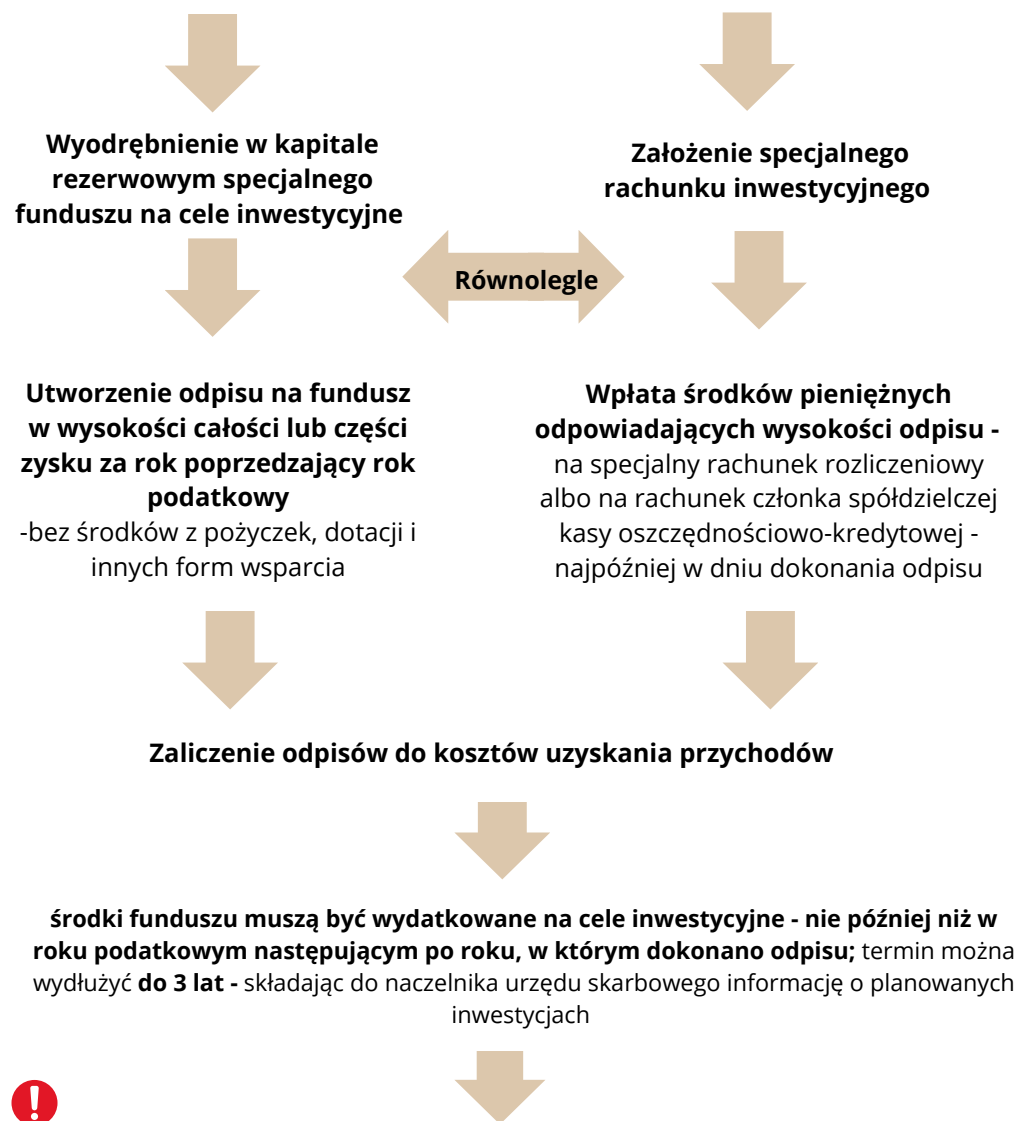 Wyodrębnienie w kapitale
rezerwowym specjalnego
funduszu na cele inwestycyjne
Założenie specjalnego
rachunku inwestycyjnego
Równolegle
Utworzenie odpisu na fundusz
w wysokości całości lub części
zysku za rok poprzedzający rok
podatkowy
-bez środków z pożyczek, dotacji i
innych form wsparcia
Wpłata środków pieniężnych
odpowiadających wysokości odpisu -
na specjalny rachunek rozliczeniowy
albo na rachunek członka spółdzielczej
kasy oszczędnościowo-kredytowej -
najpóźniej w dniu dokonania odpisu
Zaliczenie odpisów do kosztów uzyskania przychodów
środki funduszu muszą być wydatkowane na cele inwestycyjne - nie później niż w
roku podatkowym następującym po roku, w którym dokonano odpisu; termin można
wydłużyć do 3 lat - składając do naczelnika urzędu skarbowego informację o planowanych
inwestycjach